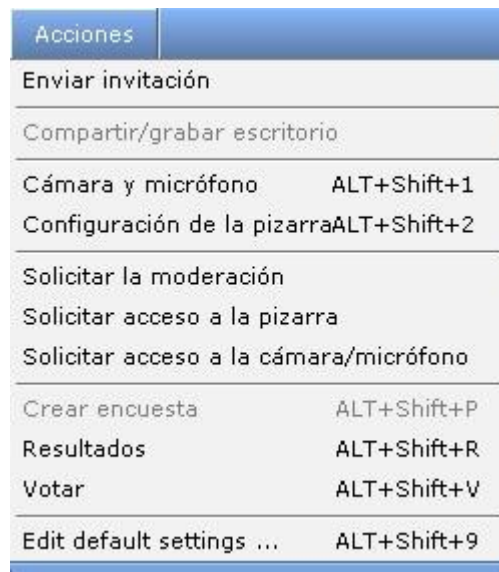 Acciones
Enviar invitación
Compartir/grabar escritorio
Cámara y micrófono ALT+Shift+1
Configuración de la pizarraALT+Shift+2
Solicitar la moderación
Solicitar acceso a la pizarra
Solicitar acceso a la cámara/micrófono
Crear encuesta ALT+Shift+P
Resultados ALT+Shift+R
Votar ALT+Shift+V
Edit default settings ... ALT+Shift+9